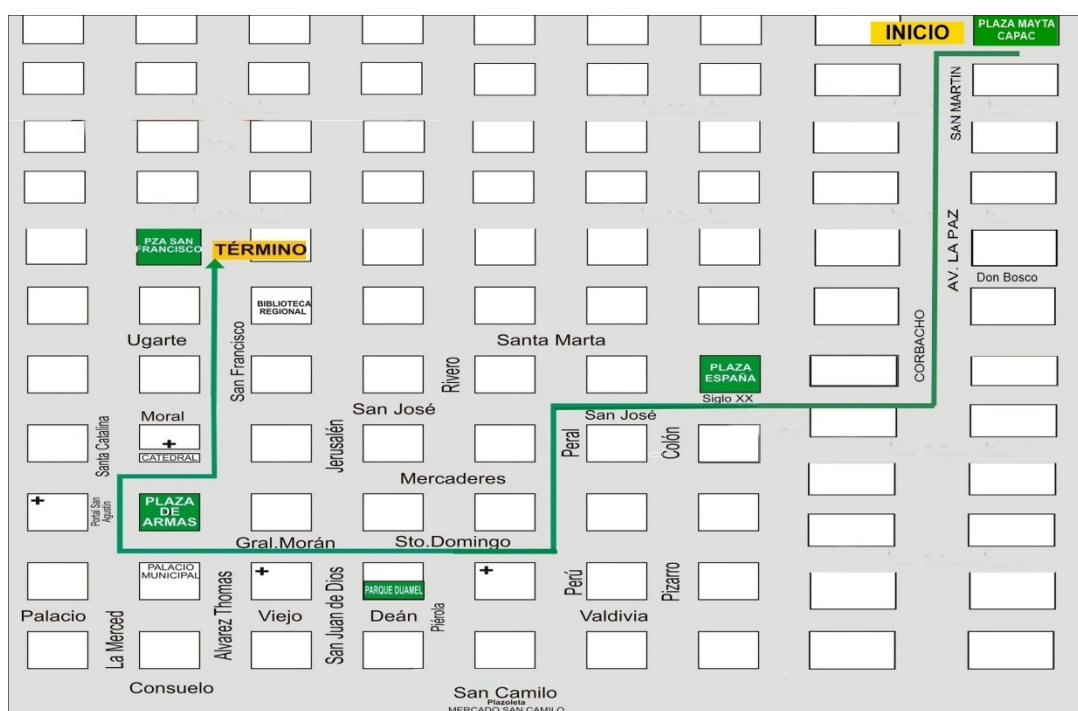 INICIO
PLAZA MAYTA
CAPAC
SAN MARTIN
AV. LA PAZ
PZA SAN
FRANCISCO
TÉRMINO
Don Bosco
BIBLIOTECA
REGIONAL
CORBACHO
Ugarte
San Francisco
Santa Marta
Rivero
PLAZA
ESPAÑA
Siglo XX
Moral
San José
San José
Santa Catalina
CATEDRAL
Jerusalén
Peral
Colón
Mercaderes
Portal San
Agustin
PLAZA
DE
ARMAS
Gral.Morán
Sto.Domingo
PALACIO
MUNICIPAL
PARQUE DUAMEL
Palacio
La Merced
Alvarez Thomas
Viejo
San Juan de Dios
Deán
Piérola
Perú
Valdivia
Pizarro
Consuelo
San Camilo
Plazoleta
MERCADO SAN CAMILO